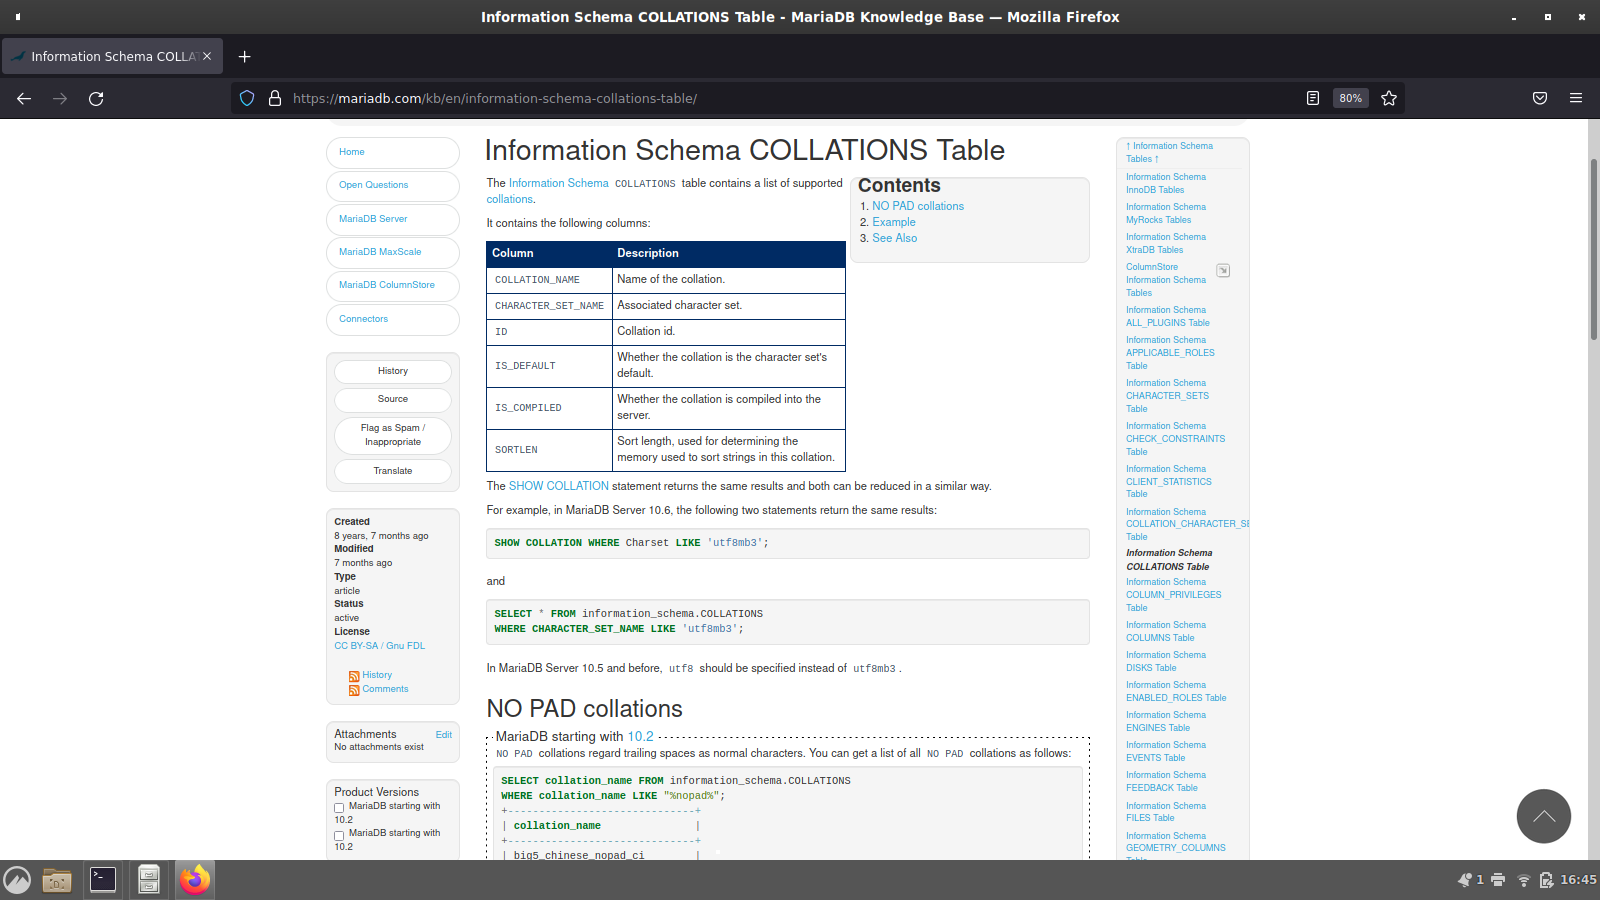 Information Schema COLLATIONS Table - MariaDB Knowledge Base — Mozilla Firefox
Information Schema COLLA
https://mariadb.com/kb/en/information-schema-collations-table/
80%
Home
Open Questions
MariaDB Server
MariaDB MaxScale
MariaDB ColumnStore
Connectors
History
Source
Flag as Spam /
Inappropriate
Translate
Created
8 years, 7 months ago
Modified
7 months ago
Type
article
Status
active
License
CC BY-SA / Gnu FDL
History
Comments
Attachments Edit
No attachments exist
Product Versions
MariaDB starting with
10.2
MariaDB starting with
10.2
Information Schema COLLATIONS Table
The Information Schema COLLATIONS table contains a list of supported
collations.
It contains the following columns:
Contents
1. NO PAD collations
2. Example
3. See Also
Column Description
COLLATION_NAME Name of the collation.
CHARACTER_SET_NAME Associated character set.
ID Collation id.
IS_DEFAULT Whether the collation is the character set's
default.
IS_COMPILED Whether the collation is compiled into the
server.
SORTLEN Sort length, used for determining the
memory used to sort strings in this collation.
The SHOW COLLATION statement returns the same results and both can be reduced in a similar way.
For example, in MariaDB Server 10.6, the following two statements return the same results:
SHOW COLLATION WHERE Charset LIKE 'utf8mb3';
and
SELECT * FROM information_schema.COLLATIONS
WHERE CHARACTER_SET_NAME LIKE 'utf8mb3';
In MariaDB Server 10.5 and before, utf8 should be specified instead of utf8mb3 .
NO PAD collations
MariaDB starting with 10.2
NO PAD collations regard trailing spaces as normal characters. You can get a list of all NO PAD collations as follows:
SELECT collation_name FROM information_schema.COLLATIONS
WHERE collation_name LIKE "%nopad%";
+------------------------------+
| collation_name |
+------------------------------+
| big5_chinese_nopad_ci |
↑ Information Schema
Tables ↑
Information Schema
InnoDB Tables
Information Schema
MyRocks Tables
Information Schema
XtraDB Tables
ColumnStore
Information Schema
Tables
Information Schema
ALL_PLUGINS Table
Information Schema
APPLICABLE_ROLES
Table
Information Schema
CHARACTER_SETS
Table
Information Schema
CHECK_CONSTRAINTS
Table
Information Schema
CLIENT_STATISTICS
Table
Information Schema
COLLATION_CHARACTER_SE
Table
Information Schema
COLLATIONS Table
Information Schema
COLUMN_PRIVILEGES
Table
Information Schema
COLUMNS Table
Information Schema
DISKS Table
Information Schema
ENABLED_ROLES Table
Information Schema
ENGINES Table
Information Schema
EVENTS Table
Information Schema
FEEDBACK Table
Information Schema
FILES Table
Information Schema
GEOMETRY_COLUMNS
1
16:45